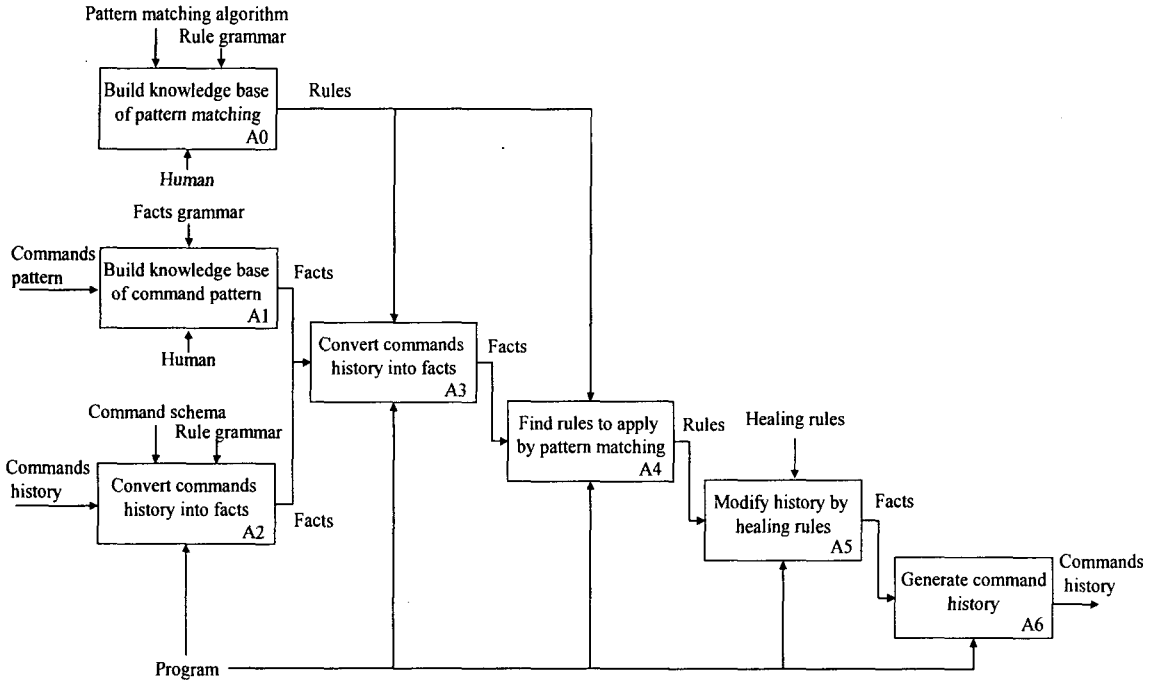 Pattern matching algorithm
Rule grammar
Build knowledge base
of pattern matching
A0
Rules
Human
Facts grammar
Commands
pattern
Build knowledge base
of command pattern
A1
Facts
Human
Convert commands
history into facts
A3
Facts
Command schema
Rule grammar
Commands
history
Convert commands
history into facts
A2
Facts
Find rules to apply
by pattern matching
A4
Rules
Healing rules
Modify history by
healing rules
A5
Facts
Generate command
history
A6
Commands
history
Program